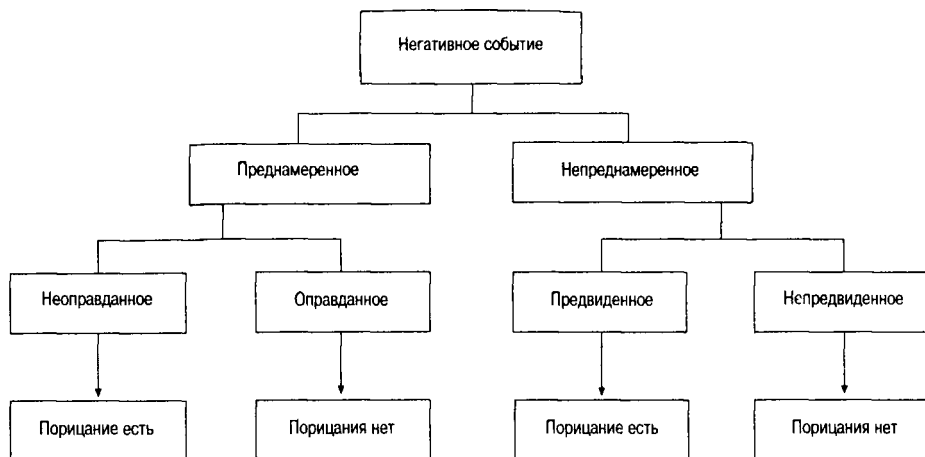 Негативное событие
Преднамеренное
Непреднамеренное
Неоправданное
Оправданное
Предвиденное
Непредвиденное
Порицание есть
Порицания нет
Порицание есть
Порицания нет